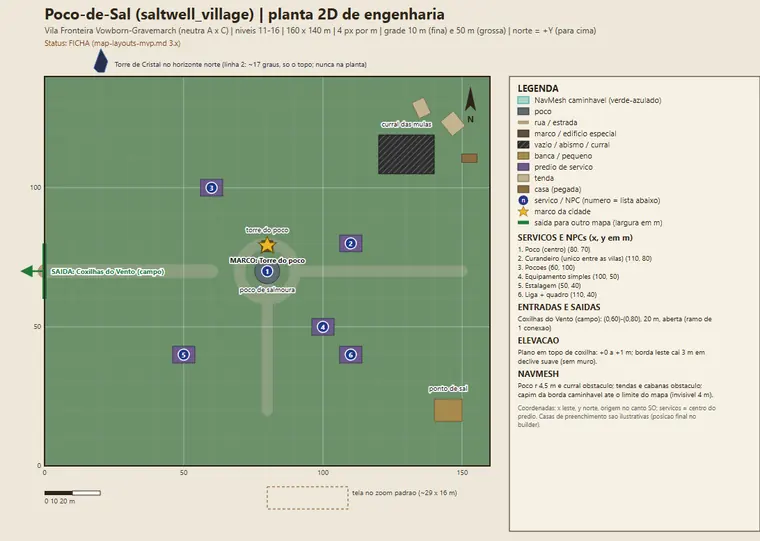 Poco-de-Sal (saltwell_village) | planta 2D de engenharia
Vila Fronteira Vowborn-Gravemarch (neutra A x C) | niveis 11-16 | 160 x 140 m | 4 px por m | grade 10 m (fina) e 50 m (grossa) | norte = +Y (para cima)
Status: FICHA (map-layouts-mvp.md 3.x)
Torre de Cristal no horizonte norte (linha 2: ~17 graus, so o topo; nunca na planta)
curral das mulas
N
100
3
torre do poco
2
MARCO: Torre do poco
SAIDA: Coxilhas do Vento (campo)
1
poco de salmoura
50
4
5
6
ponto de sal
0
0
50
100
150
0 10 20 m
tela no zoom padrao (~29 x 16 m)
LEGENDA
NavMesh caminhavel (verde-azulado)
poco
rua / estrada
marco / edificio especial
vazio / abismo / curral
banca / pequeno
predio de servico
tenda
casa (pegada)
n servico / NPC (numero = lista abaixo)
marco da cidade
saida para outro mapa (largura em m)
SERVICOS E NPCs (x, y em m)
1. Poco (centro) (80, 70)
2. Curandeiro (unico entre as vilas) (110, 80)
3. Pocoes (60, 100)
4. Equipamento simples (100, 50)
5. Estalagem (50, 40)
6. Liga + quadro (110, 40)
ENTRADAS E SAIDAS
Coxilhas do Vento (campo): (0,60)-(0,80), 20 m, aberta (ramo de
1 conexao)
ELEVACAO
Plano em topo de coxilha: +0 a +1 m; borda leste cai 3 m em
declive suave (sem muro).
NAVMESH
Poco r 4,5 m e curral obstaculo; tendas e cabanas obstaculo;
capim da borda caminhavel ate o limite do mapa (invisivel 4 m).
Coordenadas: x leste, y norte, origem no canto SO; servicos = centro do
predio. Casas de preenchimento sao ilustrativas (posicao final no
builder).